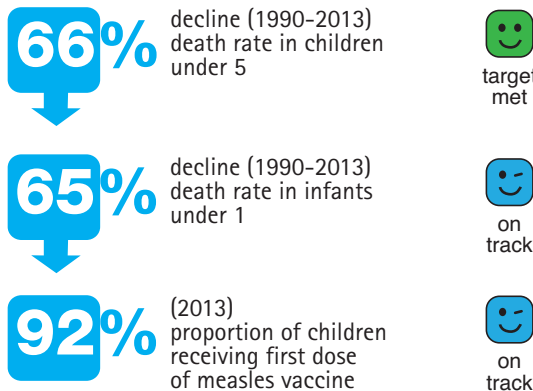 66%
decline (1990-2013)
death rate in children
under 5
target
met
65%
decline (1990-2013)
death rate in infants
under 1
on
track
92%
(2013)
proportion of children
receiving first dose
of measles vaccine
on
track